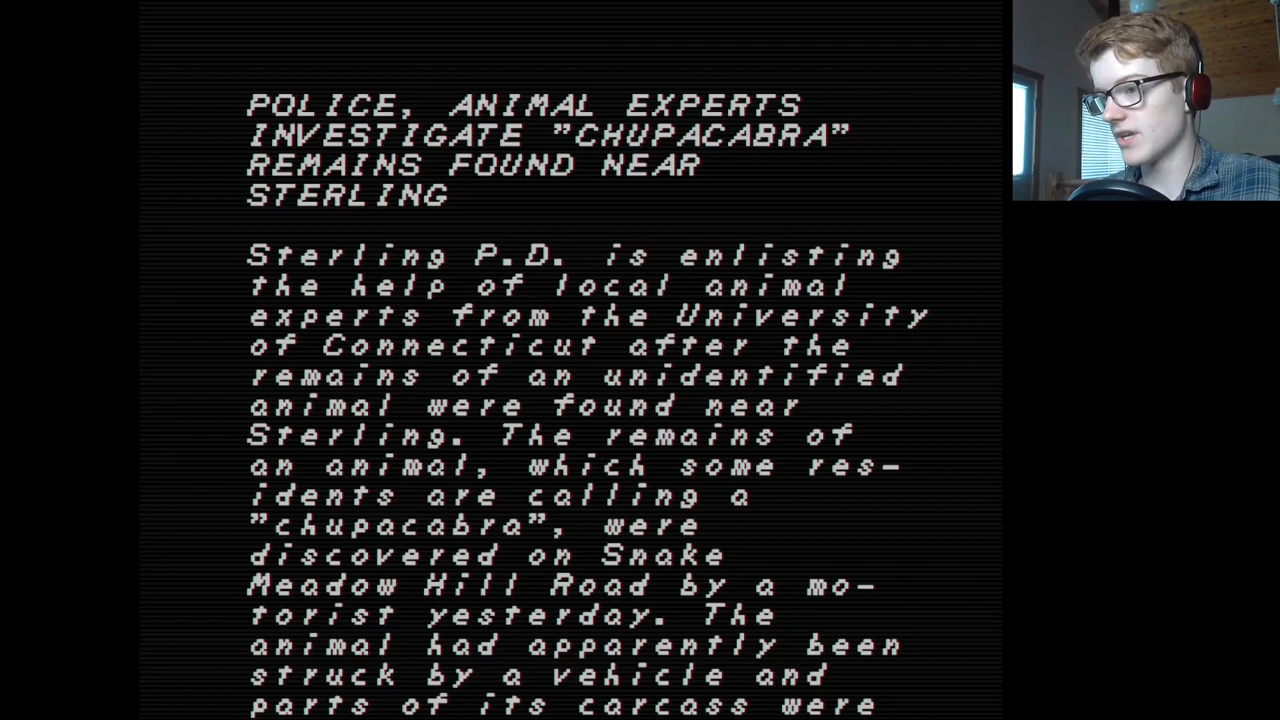 POLICE, ANIMAL EXPERTS
INVESTIGATE "CHUPACABRA"
REMAINS FOUND NEAR
STERLING
Sterling P.D. is enlisting
the help of local animal
experts from the University
of Connecticut after the
remains of an unidentified
animal were found near
Sterling. The remains of
an animal, which some res-
idents are calling a
"chupacabra", were
discovered on Snake
Meadow Hill Road by a mo-
torist yesterday. The
animal had apparently been
struck by a vehicle and
parts of its carcass were